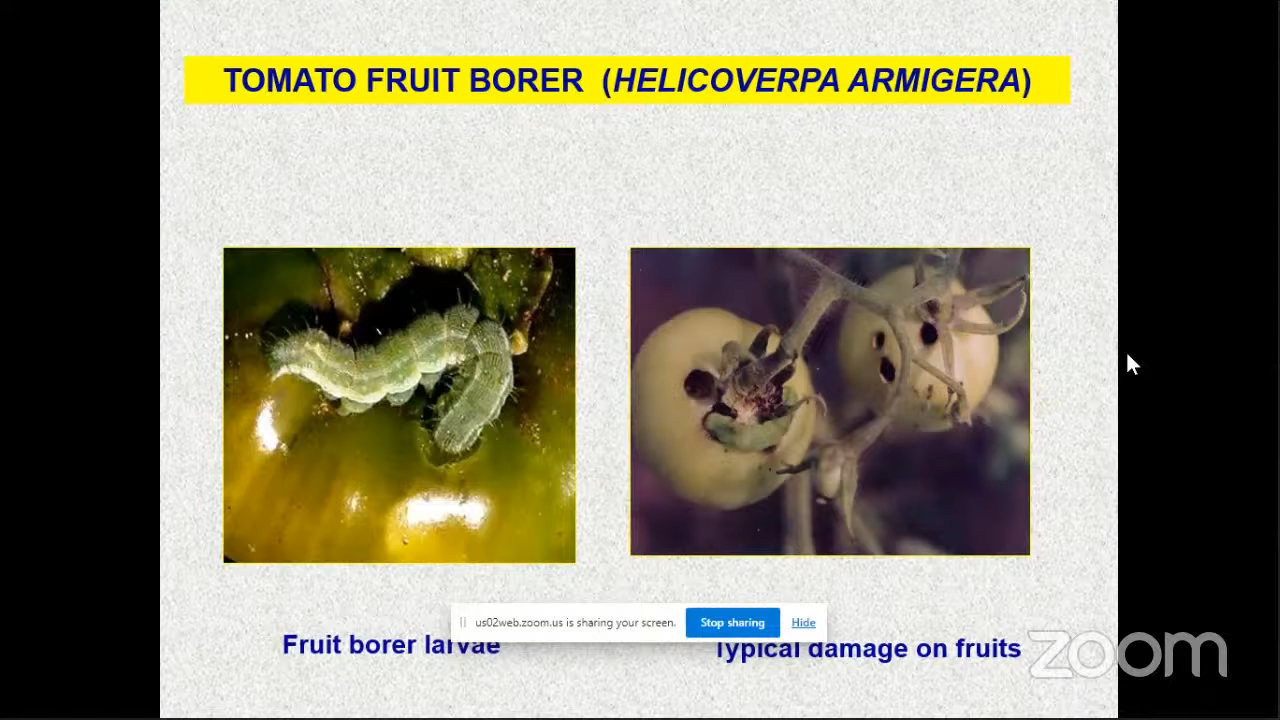 TOMATO FRUIT BORER (HELICOVERPA ARMIGERA)
us02web.zoom.us is sharing your screen. Stop sharing Hide
Fruit borer larvae
Typical damage on fruits
zoom